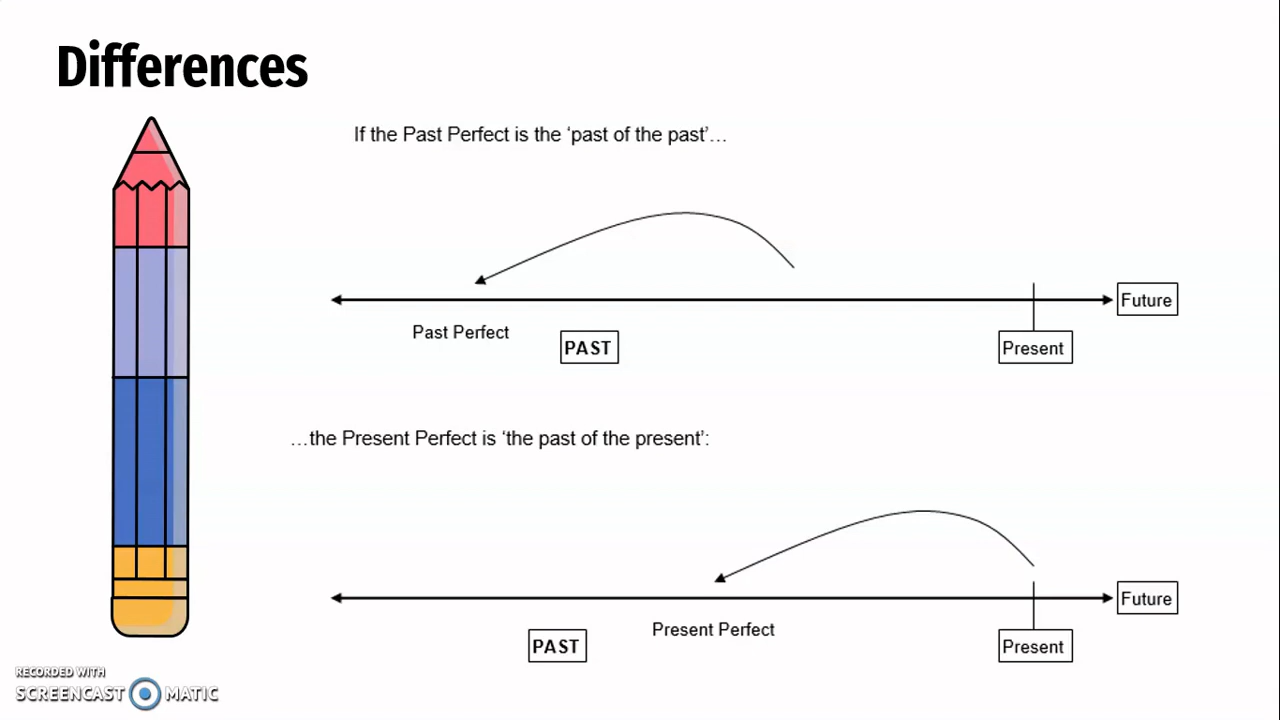 Differences
If the Past Perfect is the ‘past of the past’…
Future
Past Perfect
PAST
Present
…the Present Perfect is ‘the past of the present’:
Future
Present Perfect
PAST
Present
RECORDED WITH
SCREENCAST MATIC